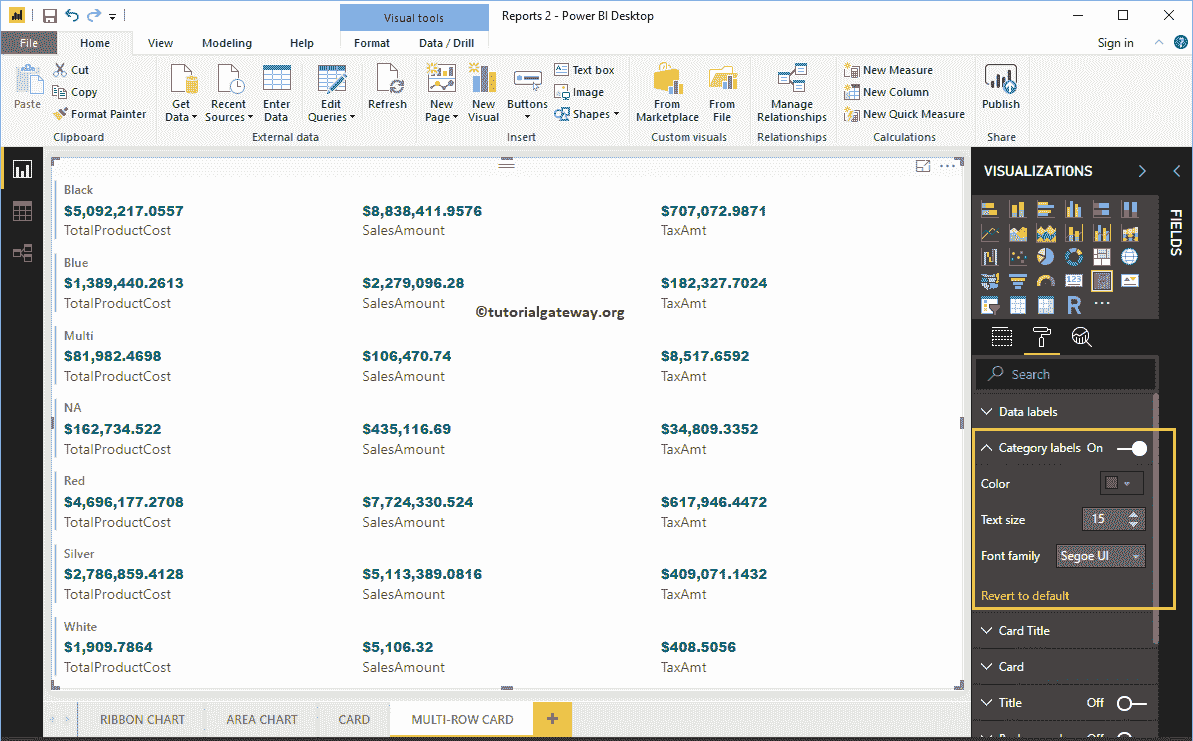 Visual tools
Reports 2 - Power BI Desktop
File Home View Modeling Help Format Data / Drill Sign in
Paste
Cut
Copy
Format Painter
Clipboard
Get Data
Recent Sources
Enter Data
Edit Queries
Refresh
External data
New Page
New Visual
Buttons
Text box
Image
Shapes
Insert
From Marketplace
From File
Custom visuals
Manage Relationships
Relationships
New Measure
New Column
New Quick Measure
Calculations
Publish
Share
Black
$5,092,217.0557 $8,838,411.9576 $707,072.9871
TotalProductCost SalesAmount TaxAmt
Blue
$1,389,440.2613 $2,279,096.28 $182,327.7024
TotalProductCost SalesAmount TaxAmt
©tutorialgateway.org
Multi
$81,982.4698 $106,470.74 $8,517.6592
TotalProductCost SalesAmount TaxAmt
NA
$162,734.522 $435,116.69 $34,809.3352
TotalProductCost SalesAmount TaxAmt
Red
$4,696,177.2708 $7,724,330.524 $617,946.4472
TotalProductCost SalesAmount TaxAmt
Silver
$2,786,859.4128 $5,113,389.0816 $409,071.1432
TotalProductCost SalesAmount TaxAmt
White
$1,909.7864 $5,106.32 $408.5056
TotalProductCost SalesAmount TaxAmt
VISUALIZATIONS
FIELDS
123
R
Search
Data labels
Category labels On
Color
Text size 15
Font family Segoe UI
Revert to default
Card Title
Card
Title Off
RIBBON CHART AREA CHART CARD MULTI-ROW CARD